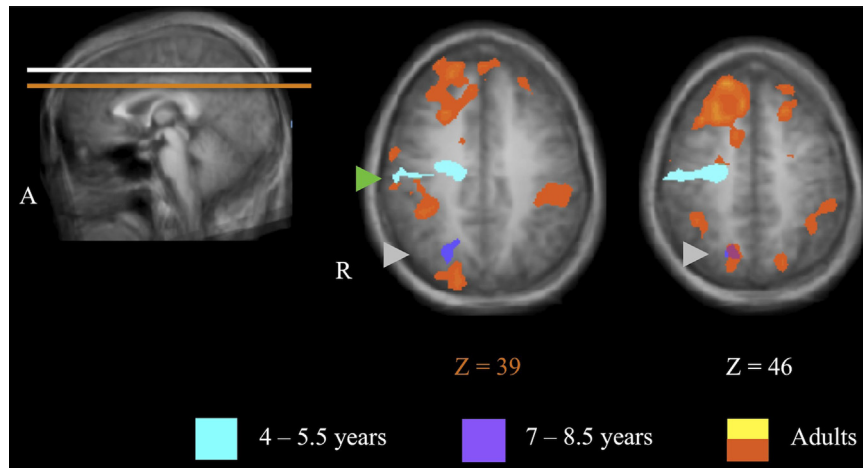 A
R
Z = 39
Z = 46
4 – 5.5 years
7 – 8.5 years
Adults